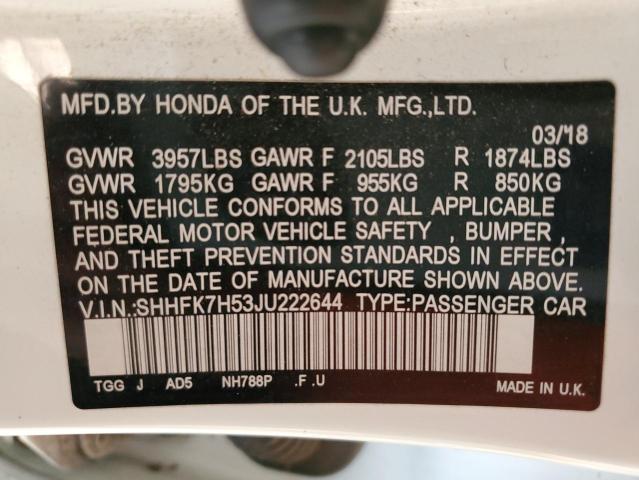 MFD.BY HONDA OF THE U.K. MFG.,LTD.
03/18
GVWR 3957LBS GAWR F 2105LBS R 1874LBS
GVWR 1795KG GAWR F 955KG R 850KG
THIS VEHICLE CONFORMS TO ALL APPLICABLE
FEDERAL MOTOR VEHICLE SAFETY , BUMPER ,
AND THEFT PREVENTION STANDARDS IN EFFECT
ON THE DATE OF MANUFACTURE SHOWN ABOVE.
V.I.N.:SHHFK7H53JU222644 TYPE:PASSENGER CAR
TGG J AD5 NH788P .F .U
MADE IN U.K.